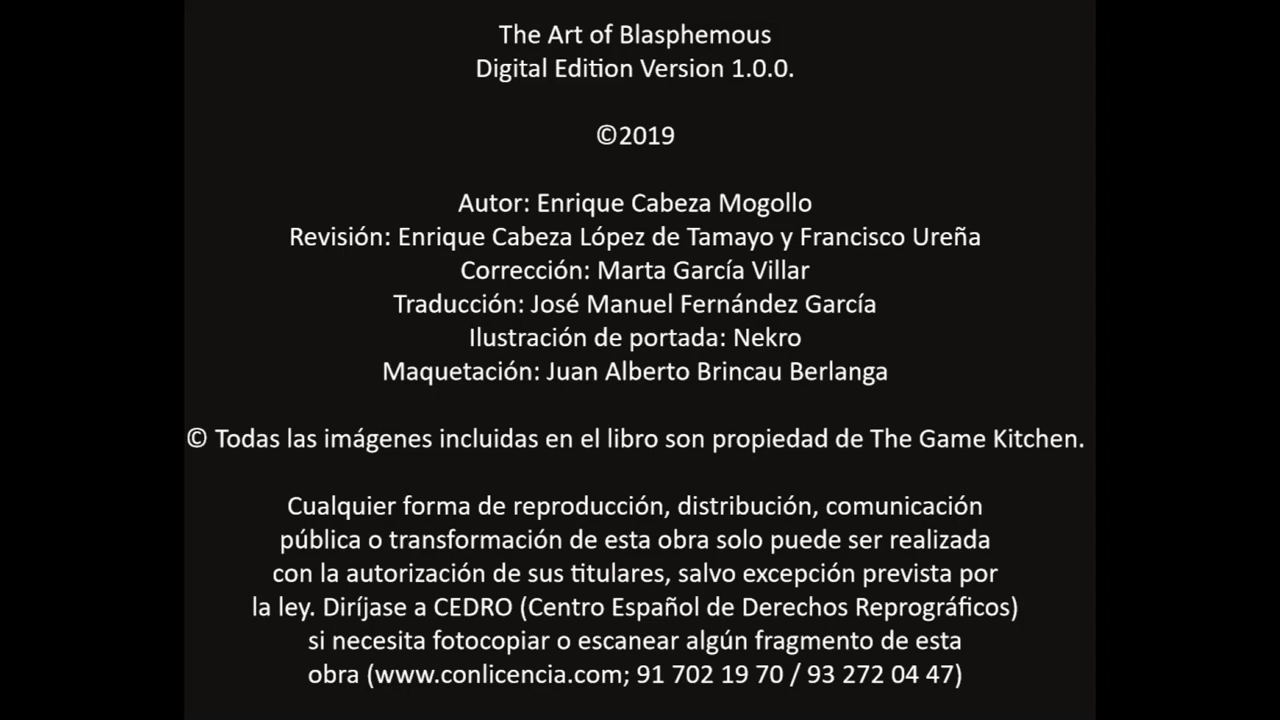 The Art of Blasphemous
Digital Edition Version 1.0.0.
©2019
Autor: Enrique Cabeza Mogollo
Revisión: Enrique Cabeza López de Tamayo y Francisco Ureña
Corrección: Marta García Villar
Traducción: José Manuel Fernández García
Ilustración de portada: Nekro
Maquetación: Juan Alberto Brincau Berlanga
© Todas las imágenes incluidas en el libro son propiedad de The Game Kitchen.
Cualquier forma de reproducción, distribución, comunicación
pública o transformación de esta obra solo puede ser realizada
con la autorización de sus titulares, salvo excepción prevista por
la ley. Diríjase a CEDRO (Centro Español de Derechos Reprográficos)
si necesita fotocopiar o escanear algún fragmento de esta
obra (www.conlicencia.com; 91 702 19 70 / 93 272 04 47)